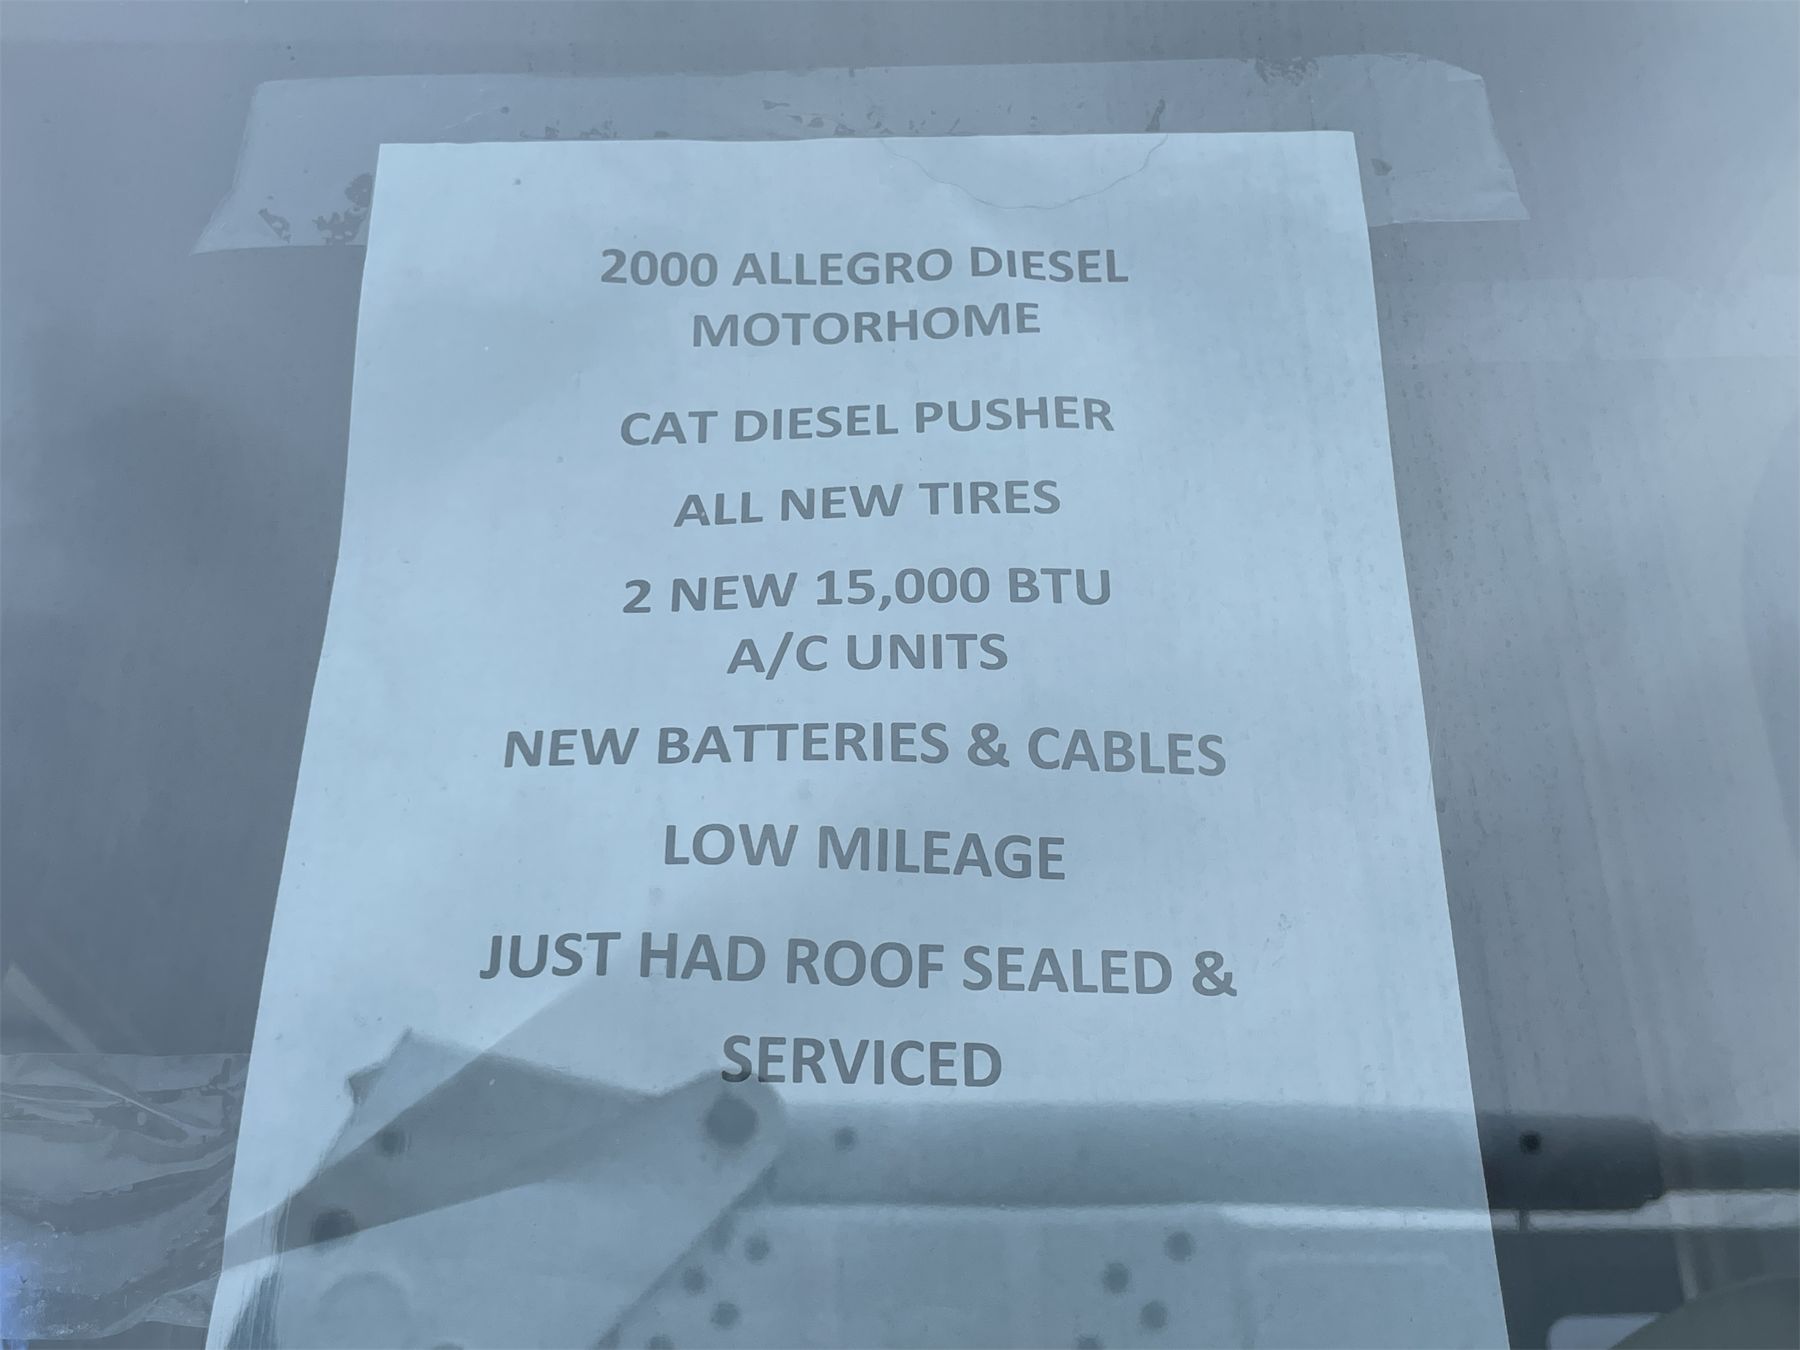 2000 ALLEGRO DIESEL
MOTORHOME
CAT DIESEL PUSHER
ALL NEW TIRES
2 NEW 15,000 BTU
A/C UNITS
NEW BATTERIES & CABLES
LOW MILEAGE
JUST HAD ROOF SEALED &
SERVICED